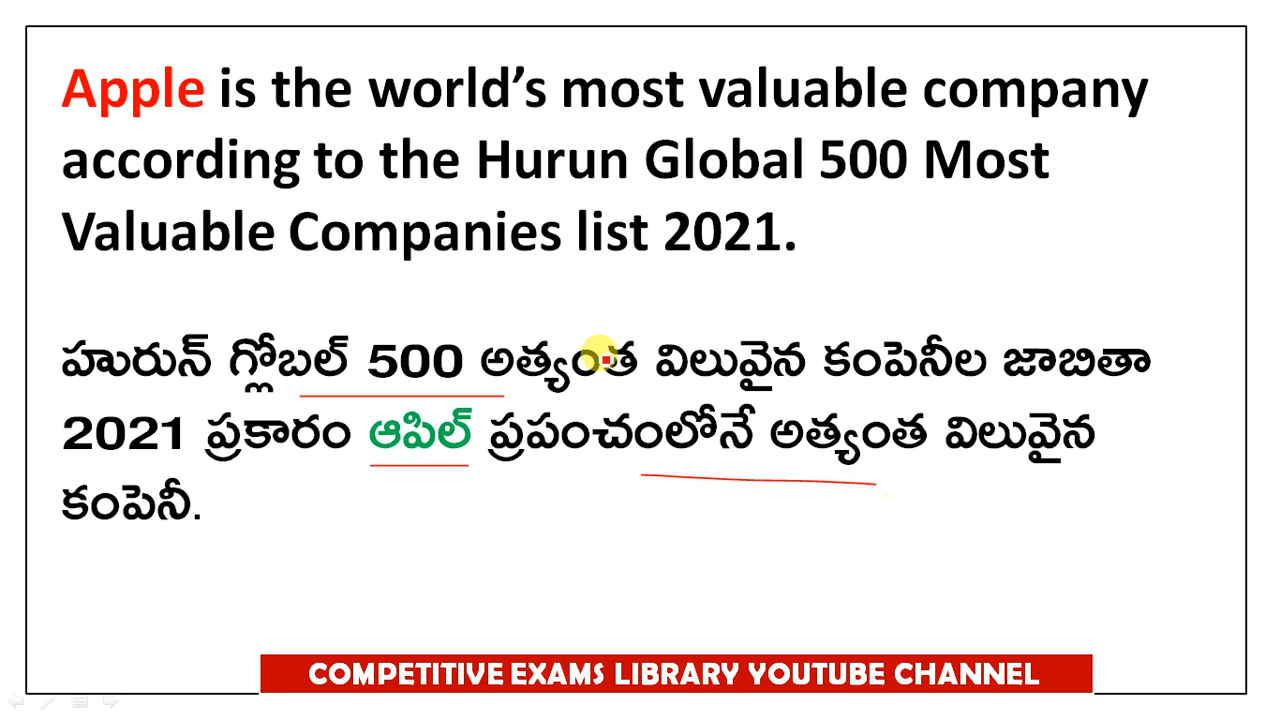 Apple is the world’s most valuable company
according to the Hurun Global 500 Most
Valuable Companies list 2021.
హురున్ గ్లోబల్ 500 అత్యంత విలువైన కంపెనీల జాబితా
2021 ప్రకారం ఆపిల్ ప్రపంచంలోనే అత్యంత విలువైన
కంపెనీ.
COMPETITIVE EXAMS LIBRARY YOUTUBE CHANNEL